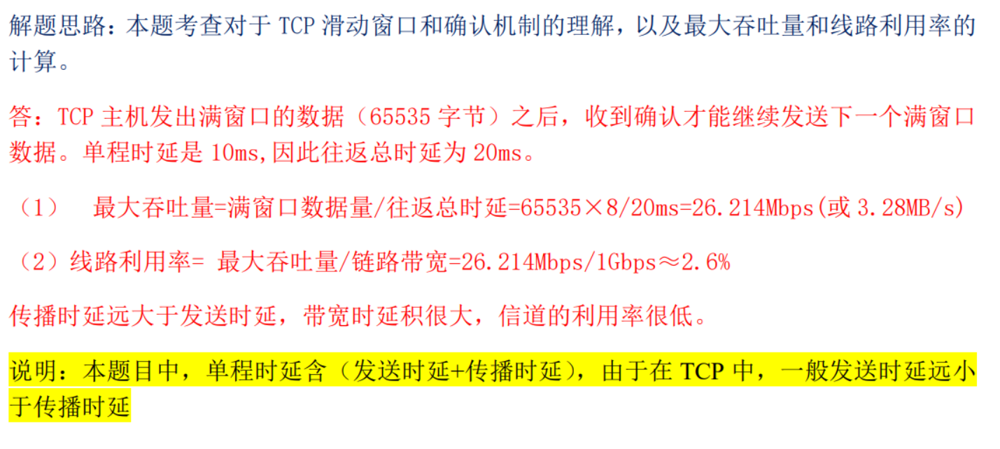 解题思路：本题考查对于 TCP 滑动窗口和确认机制的理解，以及最大吞吐量和线路利用率的
计算。
答：TCP 主机发出满窗口的数据（65535 字节）之后，收到确认才能继续发送下一个满窗口
数据。单程时延是 10ms,因此往返总时延为 20ms。
（1） 最大吞吐量=满窗口数据量/往返总时延=65535×8/20ms=26.214Mbps(或 3.28MB/s)
（2）线路利用率= 最大吞吐量/链路带宽=26.214Mbps/1Gbps≈2.6%
传播时延远大于发送时延，带宽时延积很大，信道的利用率很低。
说明：本题目中，单程时延含（发送时延+传播时延），由于在 TCP 中，一般发送时延远小
于传播时延